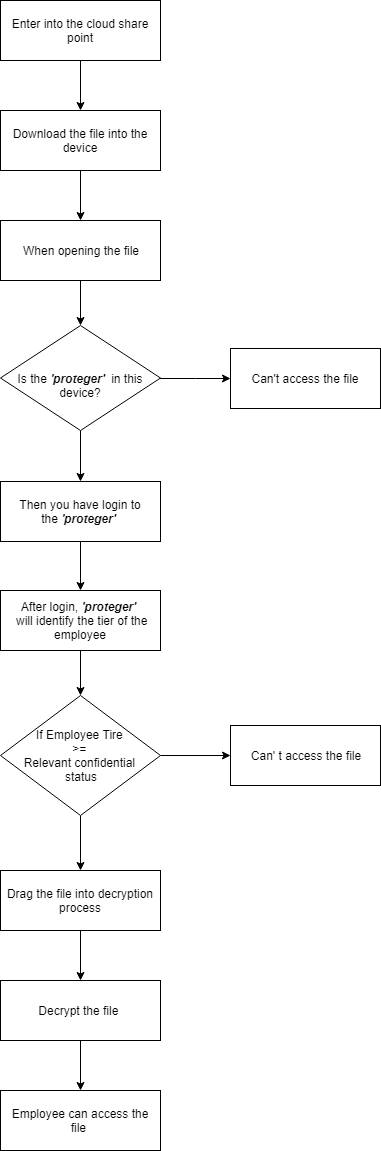 Enter into the cloud share
point
Download the file into the
device
When opening the file
Is the 'proteger' in this
device?
Can't access the file
Then you have login to
the 'proteger'
After login, 'proteger'
will identify the tier of the
employee
If Employee Tire
>=
Relevant confidential
status
Can' t access the file
Drag the file into decryption
process
Decrypt the file
Employee can access the
file